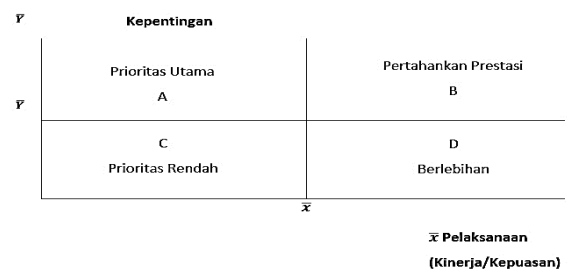 Y̅ Kepentingan
Prioritas Utama
A
Pertahankan Prestasi
B
Y̅
C
Prioritas Rendah
D
Berlebihan
x̅
x̅ Pelaksanaan
(Kinerja/Kepuasan)